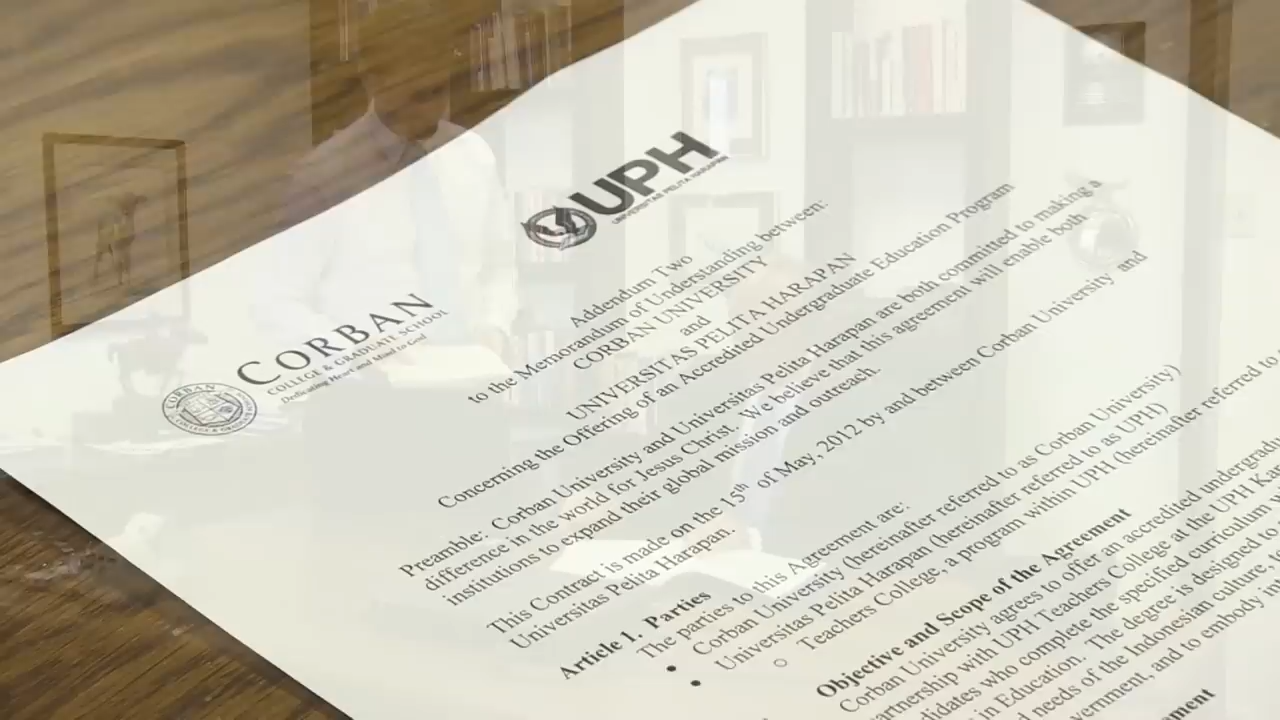 CORBAN
COLLEGE & GRADUATE SCHOOL
Dedicating Heart and Mind to God
CORBAN
UPH
UNIVERSITAS PELITA HARAPAN
Addendum Two
to the Memorandum of Understanding between:
CORBAN UNIVERSITY
and
UNIVERSITAS PELITA HARAPAN
Concerning the Offering of an Accredited Undergraduate Education Program
Preamble: Corban University and Universitas Pelita Harapan are both committed to making a
difference in the world for Jesus Christ. We believe that this agreement will enable both
institutions to expand their global mission and outreach.
This Contract is made on the 15th of May, 2012 by and between Corban University and
Universitas Pelita Harapan.
Article 1. Parties
The parties to this Agreement are:
• Corban University (hereinafter referred to as Corban University)
• Universitas Pelita Harapan (hereinafter referred to as UPH)
○ Teachers College, a program within UPH (hereinafter referred to
Objective and Scope of the Agreement
Corban University agrees to offer an accredited
partnership with UPH Teachers College at the UPH
who complete the specified curriculum
in Education. The degree is designed to
needs of the Indonesian culture,
and to embody